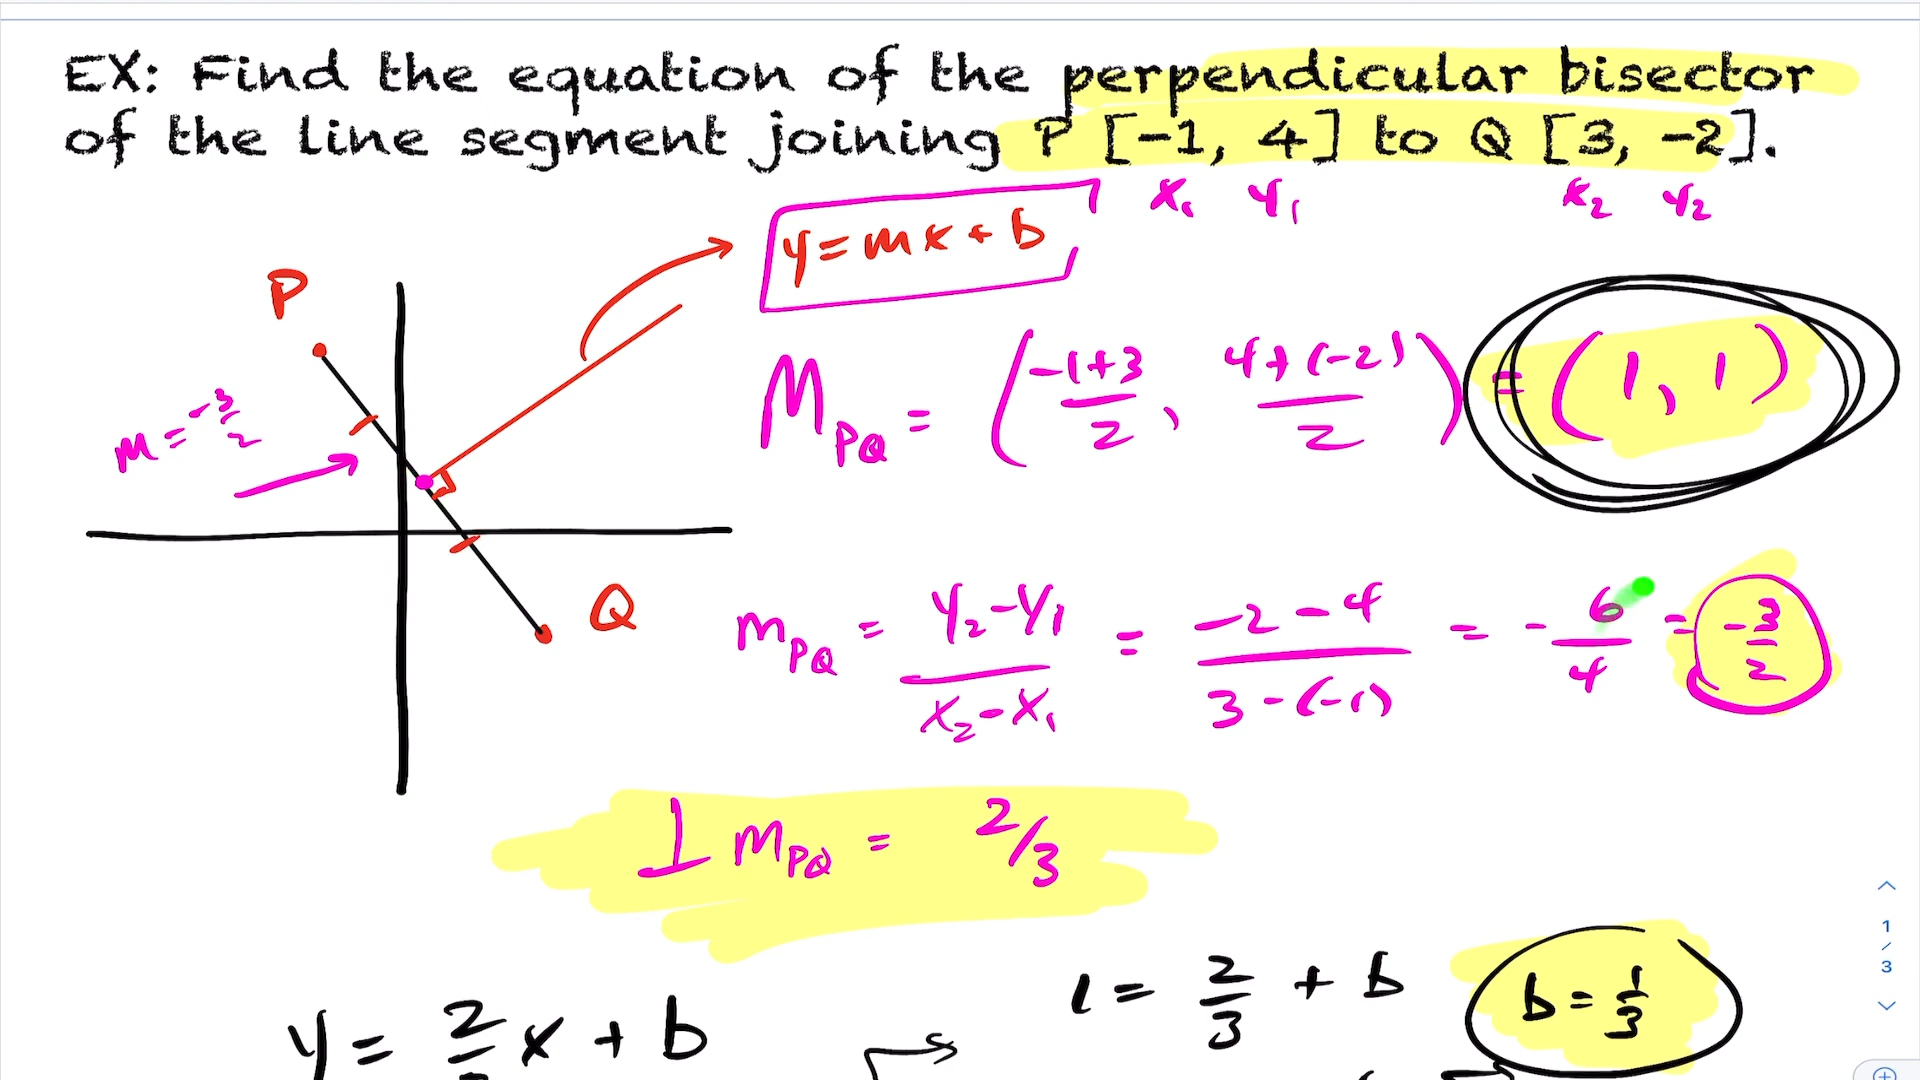 EX: Find the equation of the perpendicular bisector
of the line segment joining P [-1, 4] to Q [3, -2].
x₁ y₁ x₂ y₂
y = mx + b
P
M_PQ = (-1+3/2, 4+(-2)/2) = (1, 1)
m = -3/2
Q
m_PQ = y₂-y₁/x₂-x₁ = -2-4/3-(-1) = -6/4 = -3/2
⊥ m_PQ = 2/3
1 = 2/3 + b
b = 1/3
y = 2/3 x + b
1
/
3